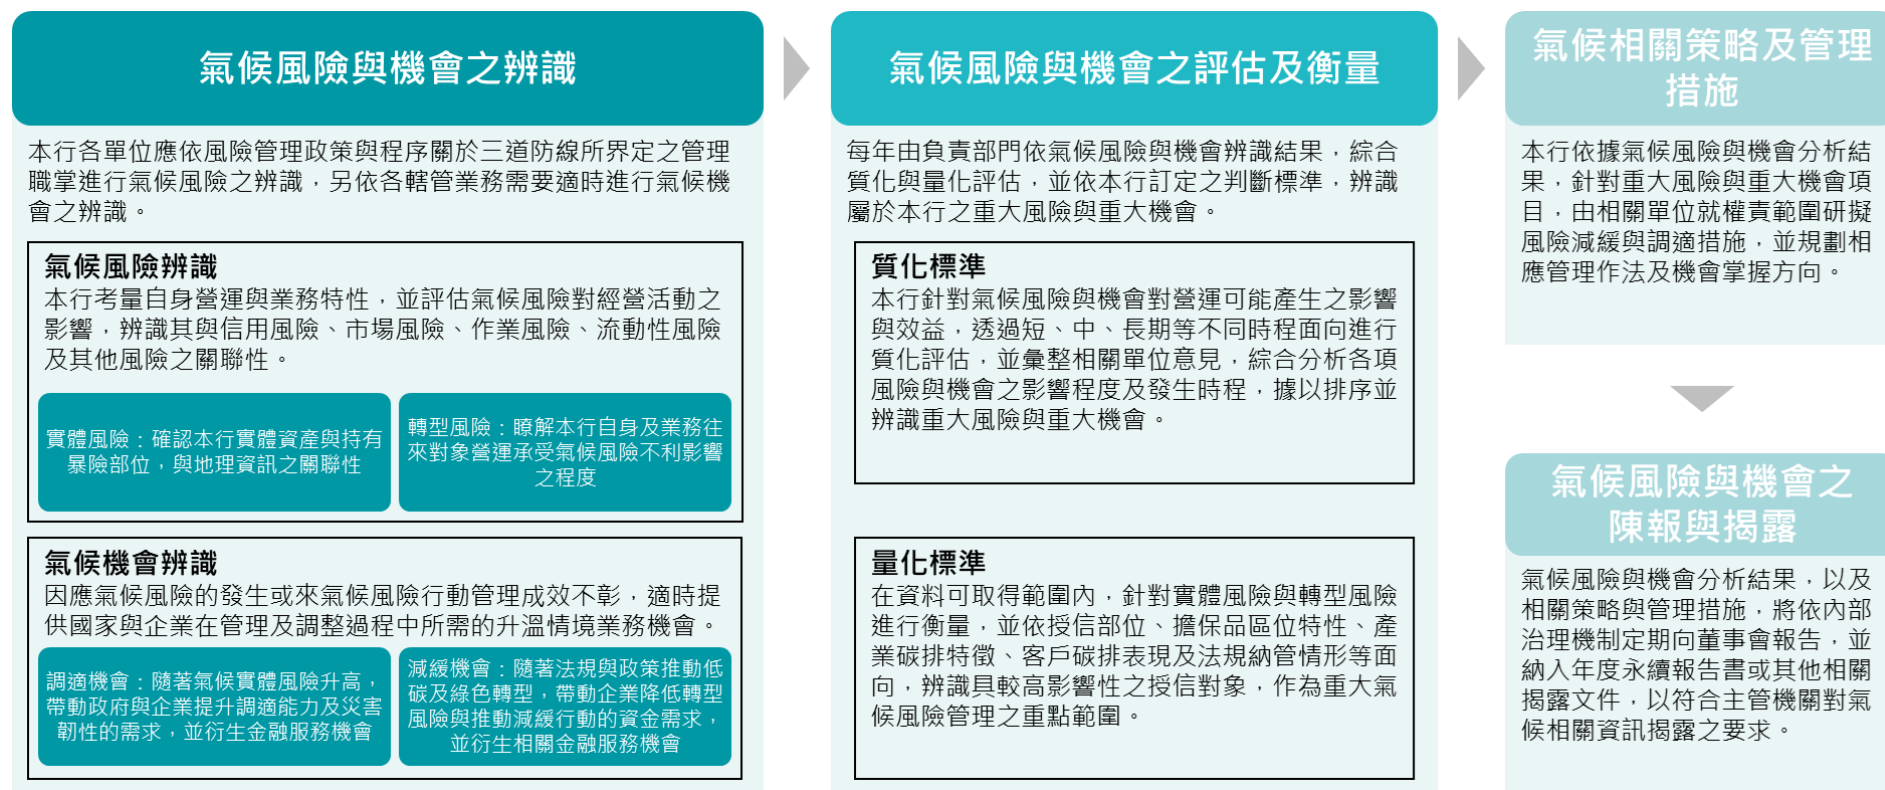 氣候風險與機會之辨識
本行各單位應依風險管理政策與程序關於三道防線所界定之管理
職掌進行氣候風險之辨識，另依各轄管業務需要適時進行氣候機
會之辨識。
氣候風險辨識
本行考量自身營運與業務特性，並評估氣候風險對經營活動之
影響，辨識其與信用風險、市場風險、作業風險、流動性風險
及其他風險之關聯性。
實體風險：確認本行實體資產與持有
暴險部位，與地理資訊之關聯性
轉型風險：瞭解本行自身及業務往
來對象營運承受氣候風險不利影響
之程度
氣候機會辨識
因應氣候風險的發生或來氣候風險行動管理成效不彰，適時提
供國家與企業在管理及調整過程中所需的升溫情境業務機會。
調適機會：隨著氣候實體風險升高，
帶動政府與企業提升調適能力及災害
韌性的需求，並衍生金融服務機會
減緩機會：隨著法規與政策推動低
碳及綠色轉型，帶動企業降低轉型
風險與推動減緩行動的資金需求，
並衍生相關金融服務機會
氣候風險與機會之評估及衡量
每年由負責部門依氣候風險與機會辨識結果，綜合
質化與量化評估，並依本行訂定之判斷標準，辨識
屬於本行之重大風險與重大機會。
質化標準
本行針對氣候風險與機會對營運可能產生之影響
與效益，透過短、中、長期等不同時程面向進行
質化評估，並彙整相關單位意見，綜合分析各項
風險與機會之影響程度及發生時程，據以排序並
辨識重大風險與重大機會。
量化標準
在資料可取得範圍內，針對實體風險與轉型風險
進行衡量，並依授信部位、擔保品區位特性、產
業碳排特徵、客戶碳排表現及法規納管情形等面
向，辨識具較高影響性之授信對象，作為重大氣
候風險管理之重點範圍。
氣候相關策略及管理
措施
本行依據氣候風險與機會分析結
果，針對重大風險與重大機會項
目，由相關單位就權責範圍研擬
風險減緩與調適措施，並規劃相
應管理作法及機會掌握方向。
氣候風險與機會之
陳報與揭露
氣候風險與機會分析結果，以及
相關策略與管理措施，將依內部
治理機制定期向董事會報告，並
納入年度永續報告書或其他相關
揭露文件，以符合主管機關對氣
候相關資訊揭露之要求。